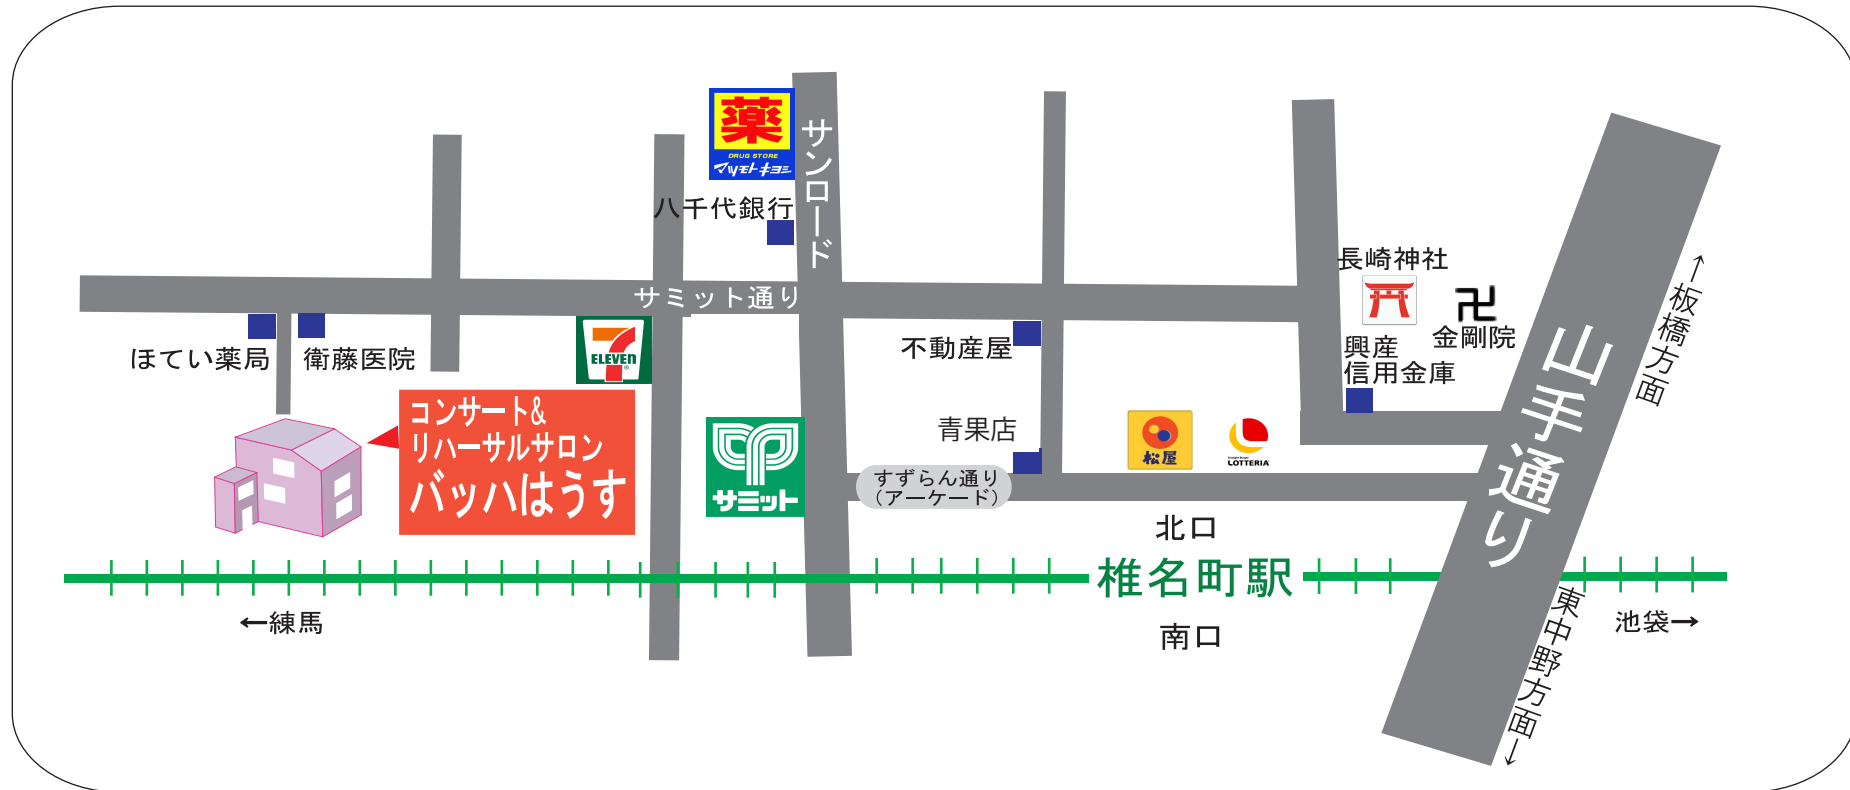 薬
DRUG STORE
マツモトキヨシ
サンロード
八千代銀行
サミット通り
長崎神社
卍
金剛院
興産
信用金庫
不動産屋
ほてい薬局
衛藤医院
7
ELEVEn
コンサート&
リハーサルサロン
バッハはうす
サミット
青果店
すずらん通り
（アーケード）
松屋
LOTTERIA
北口
椎名町駅
南口
山手通り
↑板橋方面
東中野方面↓
←練馬
池袋→